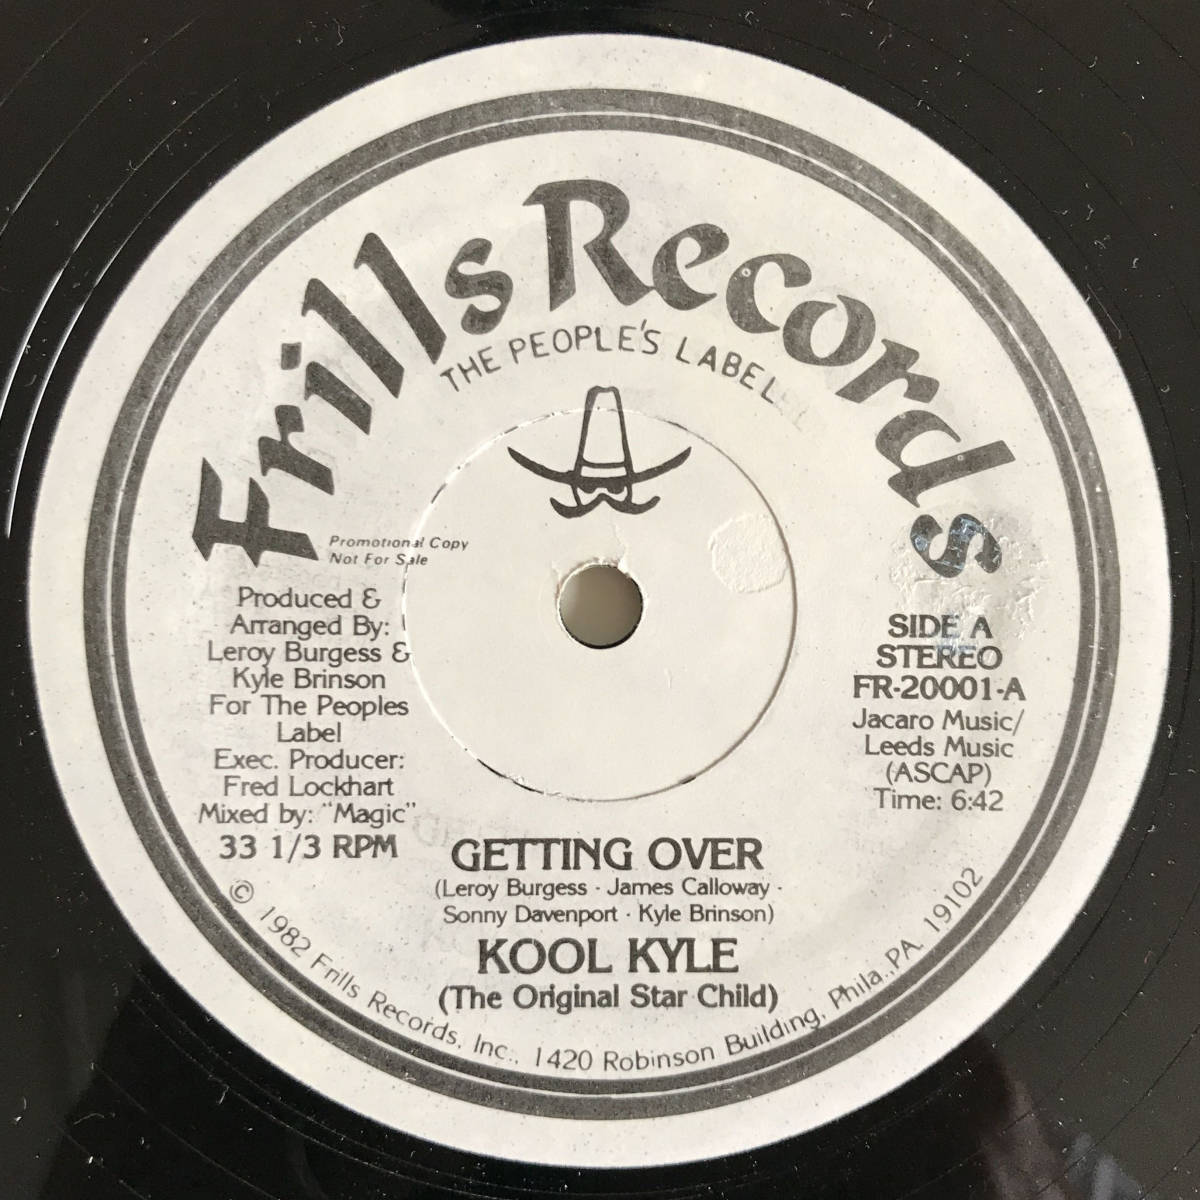 Frills Records
THE PEOPLE'S LABEL
Promotional Copy
Not For Sale
Produced &
Arranged By:
Leroy Burgess &
Kyle Brinson
For The Peoples
Label
Exec. Producer:
Fred Lockhart
Mixed by: "Magic"
33 1/3 RPM
SIDE A
STEREO
FR-20001-A
Jacaro Music/
Leeds Music
(ASCAP)
Time: 6:42
GETTING OVER
(Leroy Burgess · James Calloway ·
Sonny Davenport · Kyle Brinson)
KOOL KYLE
(The Original Star Child)
© 1982 Frills Records, Inc., 1420 Robinson Building, Phila., PA. 19102